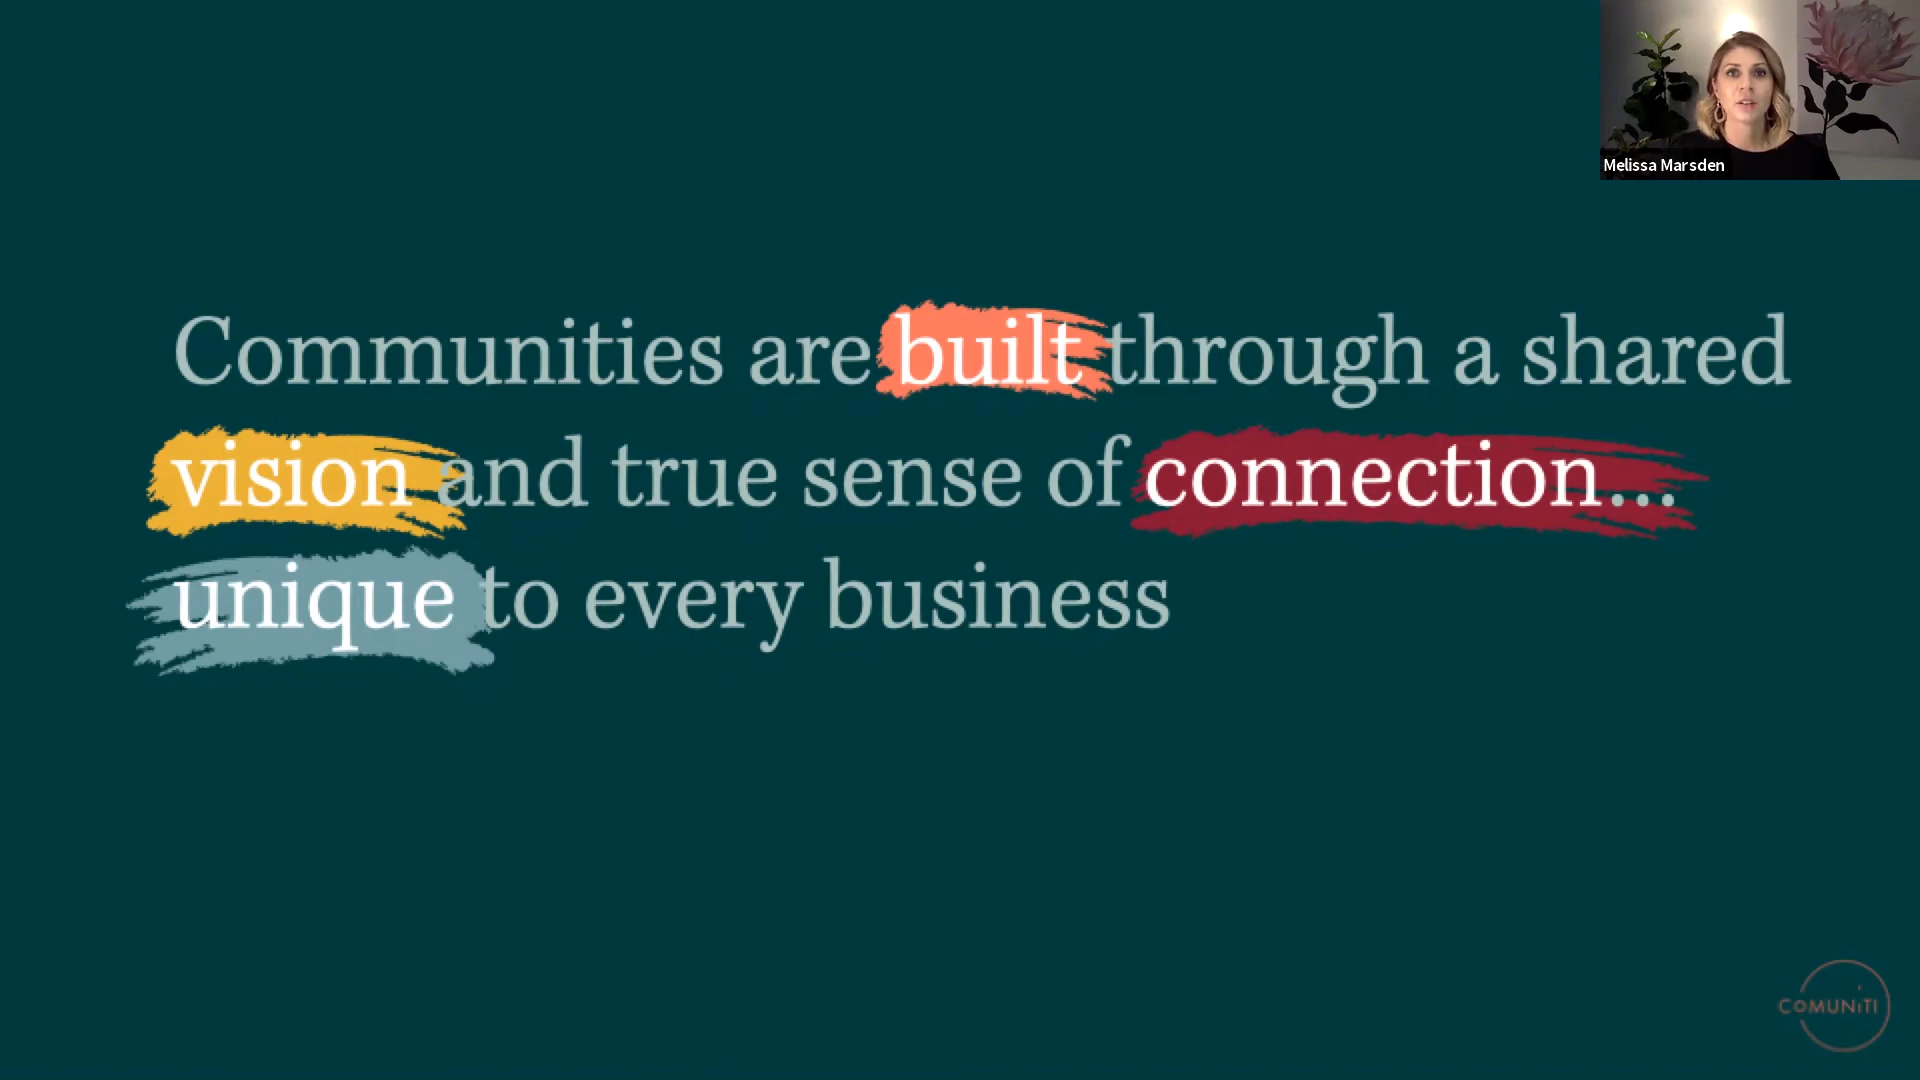 Melissa Marsden
Communities are built through a shared
vision and true sense of connection...
unique to every business
COMUNiTI